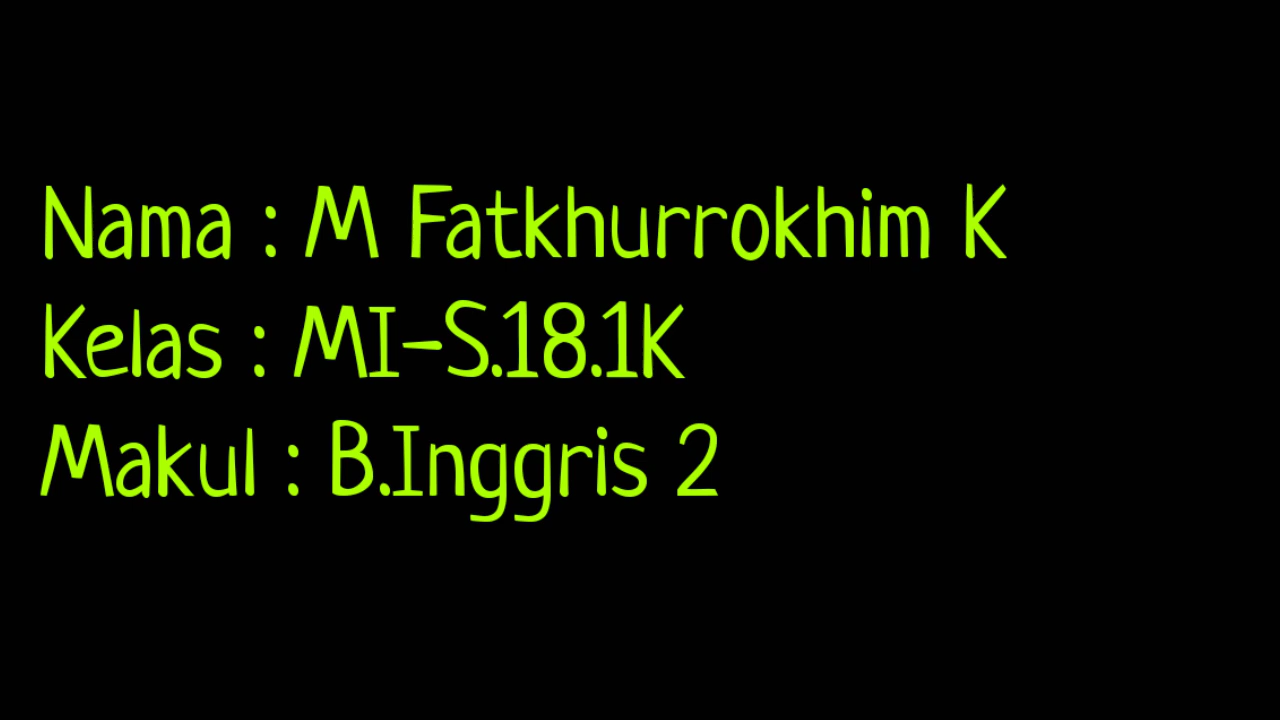 Nama : M Fatkhurrokhim K
Kelas : MI-S.18.1K
Makul : B.Inggris 2